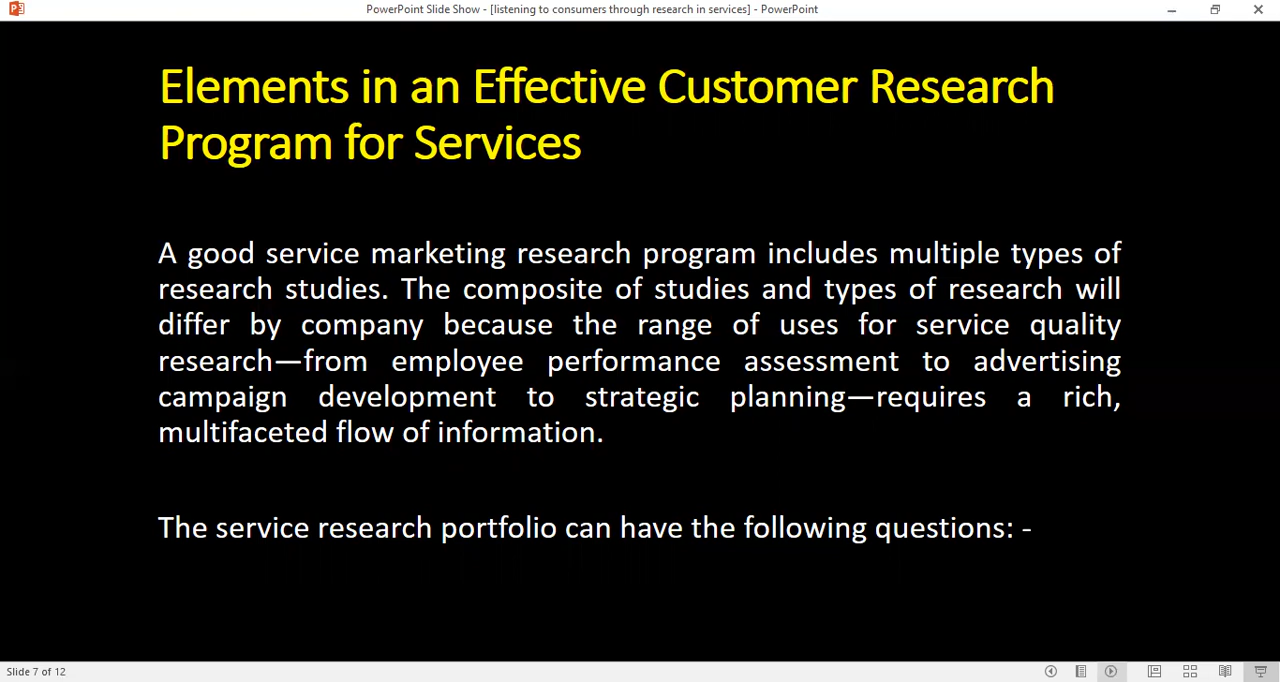 PowerPoint Slide Show - [listening to consumers through research in services] - PowerPoint
Elements in an Effective Customer Research
Program for Services
A good service marketing research program includes multiple types of
research studies. The composite of studies and types of research will
differ by company because the range of uses for service quality
research—from employee performance assessment to advertising
campaign development to strategic planning—requires a rich,
multifaceted flow of information.
The service research portfolio can have the following questions: -
Slide 7 of 12